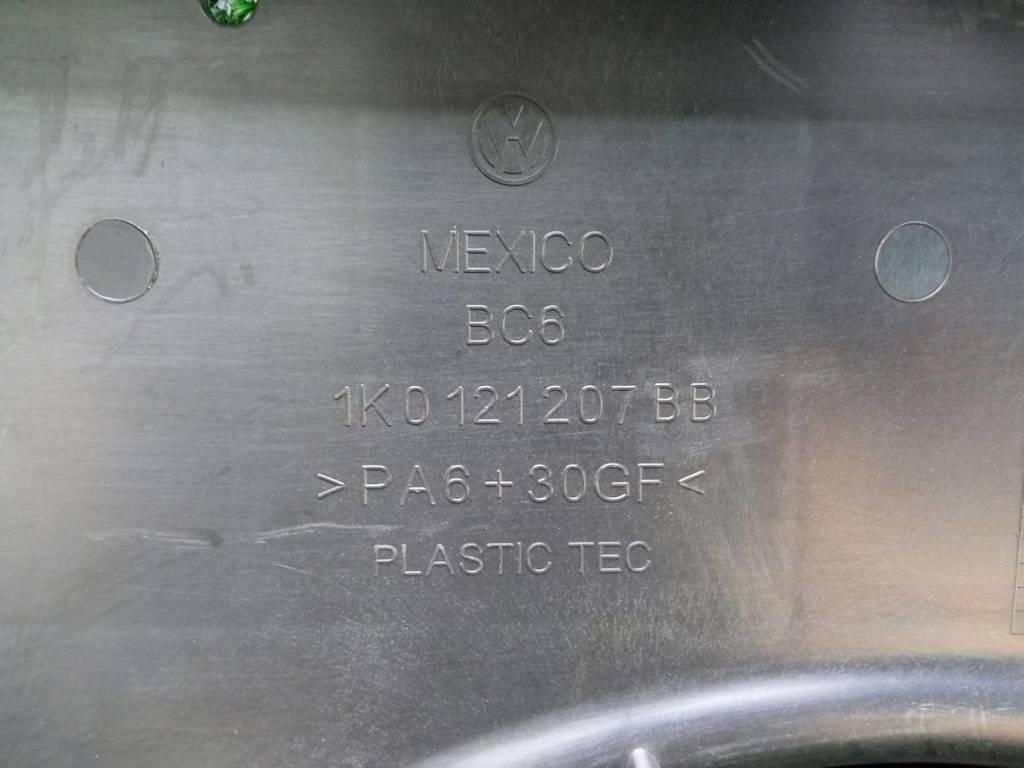 MEXICO
BC6
1K0 121 207 BB
>PA6+30GF<
PLASTIC TEC